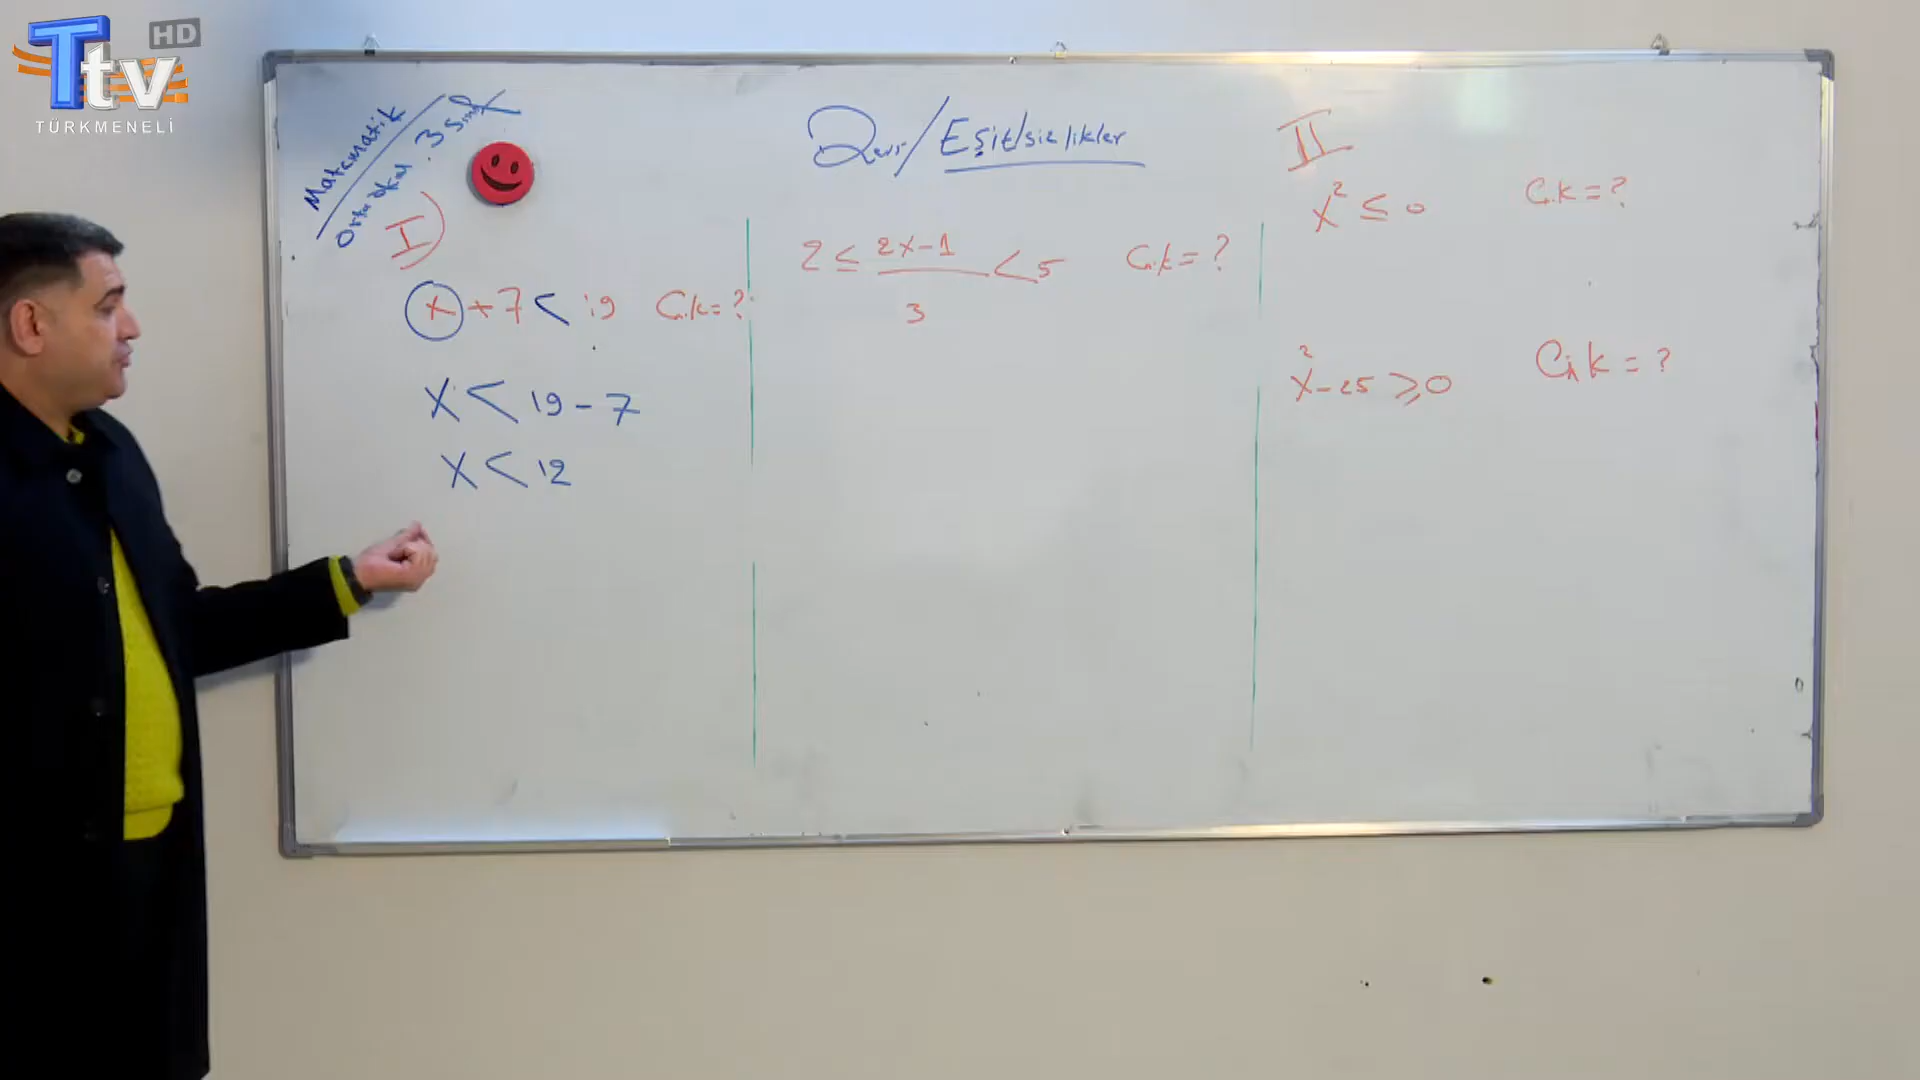 Ttv HD
TÜRKMENELİ
Matematik
Orta okul. 3 Sınıf
Ders/Eşitsizlikler
I)
x + 7 < 19 Ç.k = ?
x < 19 - 7
x < 12
2 ≤ 2x-1 / 3 < 5 Ç.k = ?
II
x² ≤ 0 Ç.k = ?
x² - 25 ≥ 0 Ç.k = ?